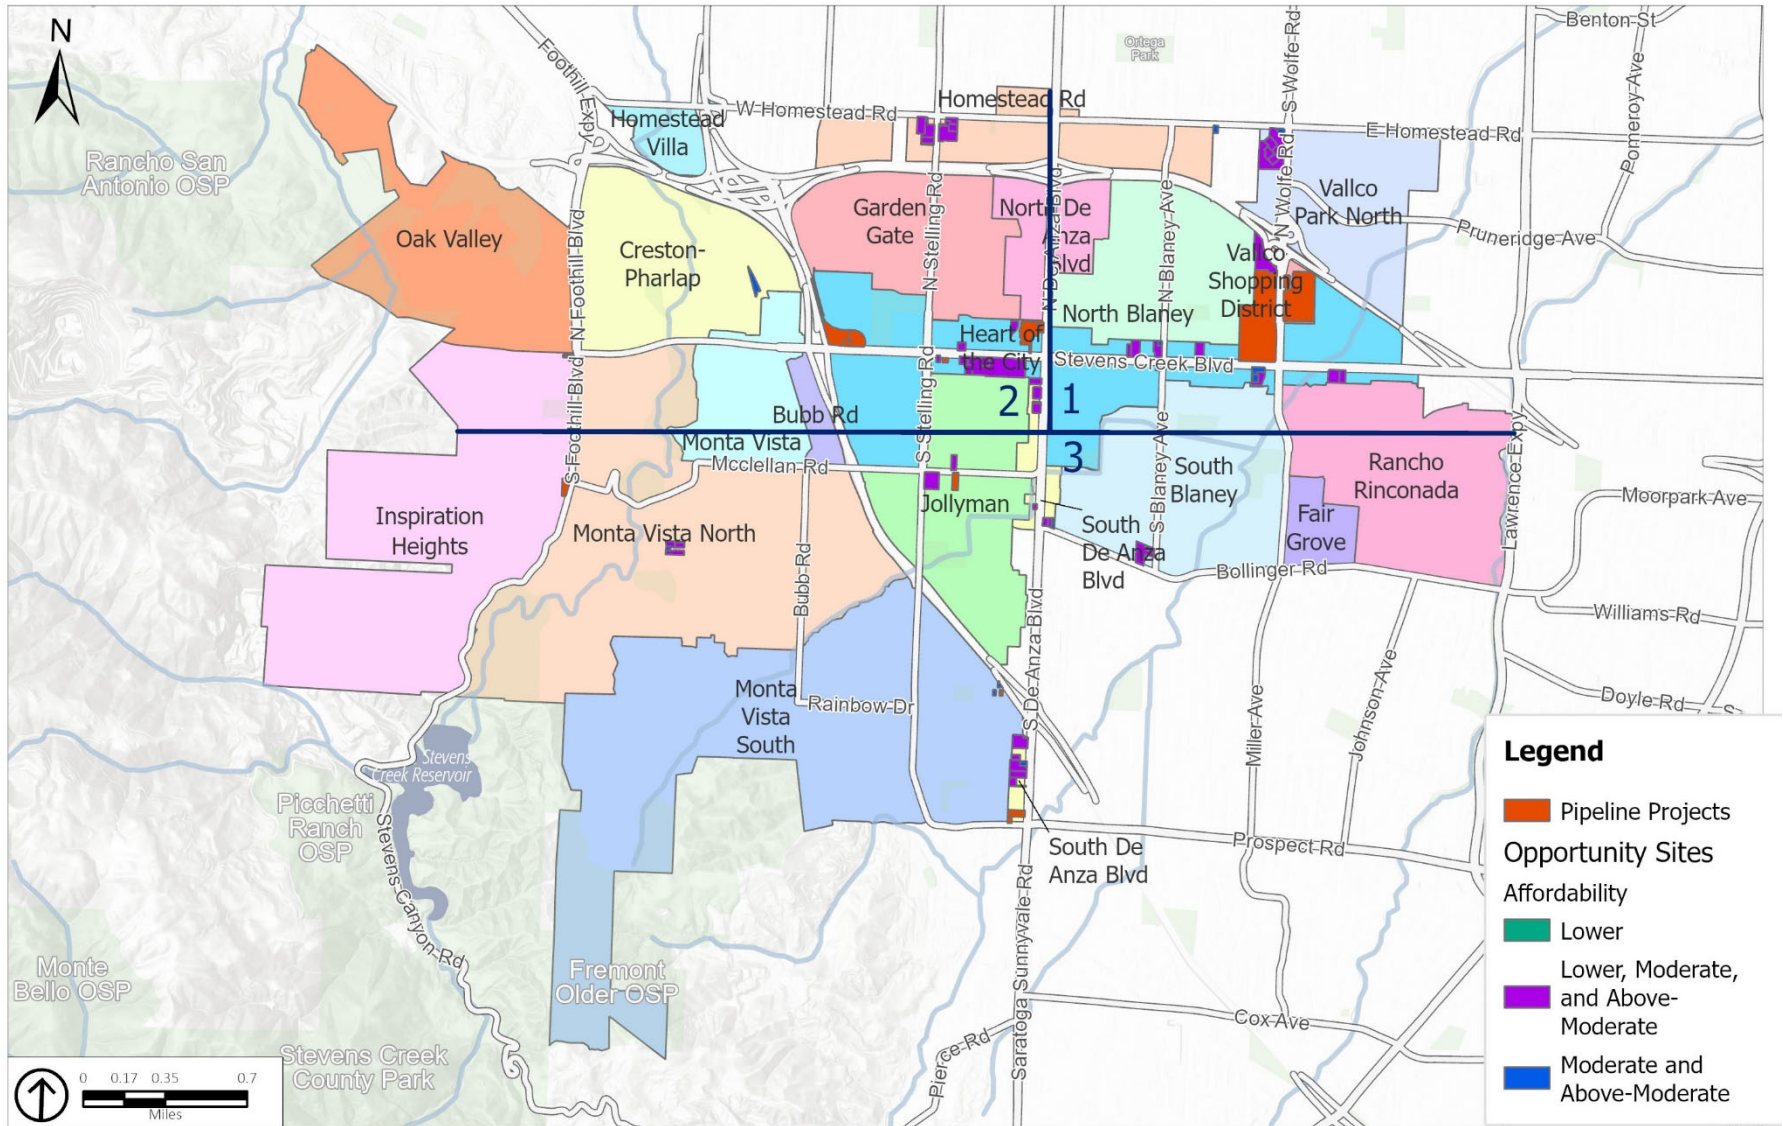 N
Benton St
Ortega
Park
Foothill Expy
S Wolfe Rd
Pomeroy Ave
W Homestead Rd
Homestead Rd
E Homestead Rd
Homestead
Villa
Rancho San
Antonio OSP
Vallco
Park North
Pruneridge Ave
N Wolfe Rd
Garden
Gate
North De
Anza
Blvd
N De Anza Blvd
N Stelling Rd
N Blaney Ave
Oak Valley
Creston-
Pharlap
N Foothill Blvd
Vallco
Shopping
District
North Blaney
Heart of
the City
Stevens Creek Blvd
S Foothill Blvd
S Stelling Rd
2
1
3
Bubb Rd
Monta Vista
Mcclellan Rd
S Blaney Ave
South
Blaney
Rancho
Rinconada
Lawrence Expy
Moorpark Ave
Inspiration
Heights
Monta Vista North
Jollyman
South
De Anza
Blvd
Fair
Grove
Bollinger Rd
Bubb Rd
Williams Rd
S De Anza Blvd
Monta
Vista
South
Rainbow Dr
Miller Ave
Johnson Ave
Doyle Rd
Stevens
Creek Reservoir
Picchetti
Ranch
OSP
Stevens Canyon Rd
Prospect Rd
South De
Anza Blvd
Saratoga Sunnyvale Rd
Monte
Bello OSP
Fremont
Older OSP
Cox Ave
Pierce Rd
Stevens Creek
County Park
0 0.17 0.35 0.7
Miles
Legend
Pipeline Projects
Opportunity Sites
Affordability
Lower
Lower, Moderate,
and Above-
Moderate
Moderate and
Above-Moderate